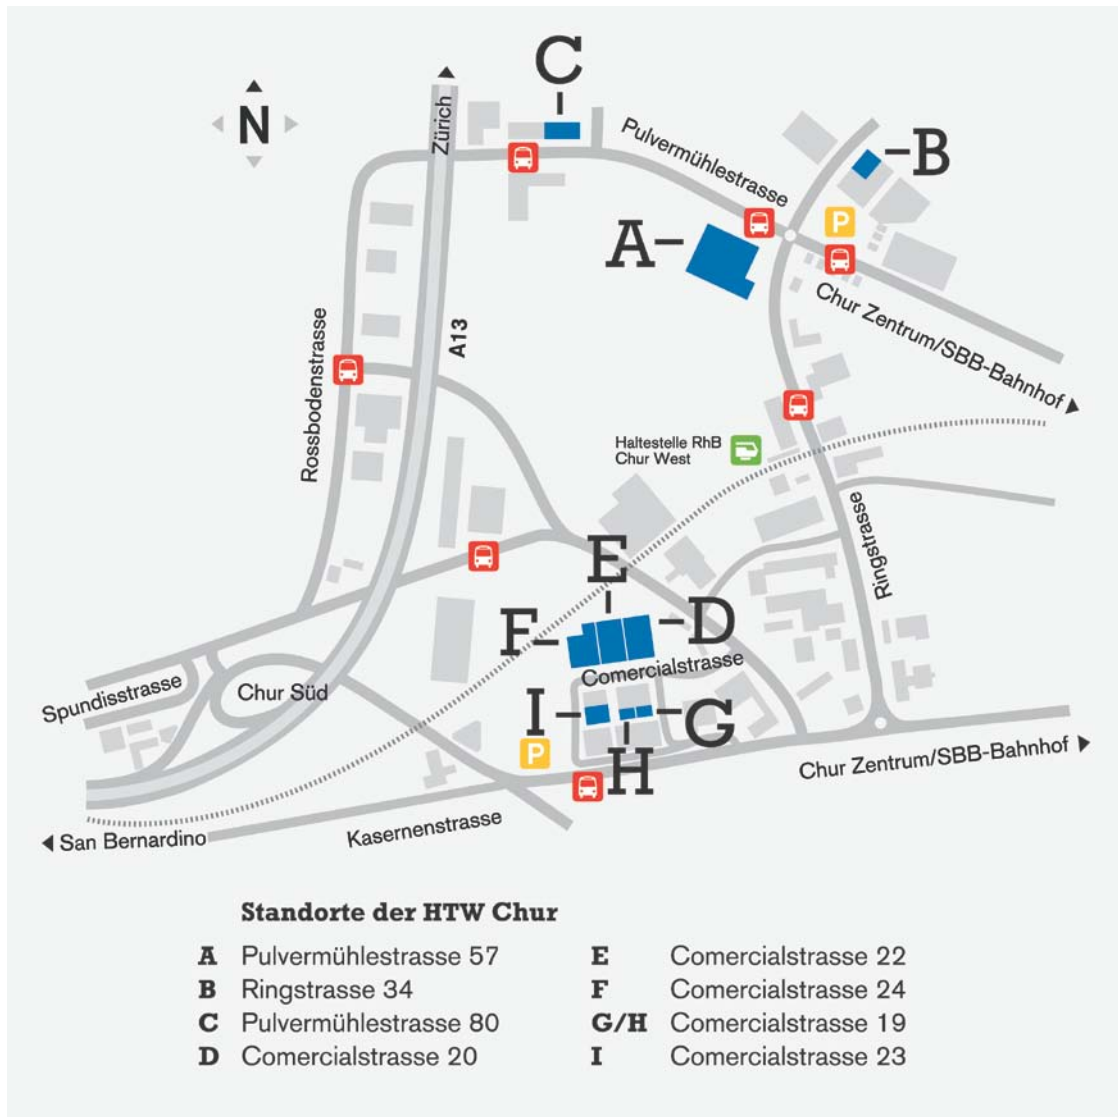 C
N
Zürich
Pulvermühlestrasse
B
P
A
Chur Zentrum/SBB-Bahnhof
A13
Rossbodenstrasse
Haltestelle RhB
Chur West
Ringstrasse
E
F
D
Comercialstrasse
Spundisstrasse
Chur Süd
I
G
P
H
Chur Zentrum/SBB-Bahnhof
San Bernardino
Kasernenstrasse
Standorte der HTW Chur
A Pulvermühlestrasse 57
B Ringstrasse 34
C Pulvermühlestrasse 80
D Comercialstrasse 20
E Comercialstrasse 22
F Comercialstrasse 24
G/H Comercialstrasse 19
I Comercialstrasse 23